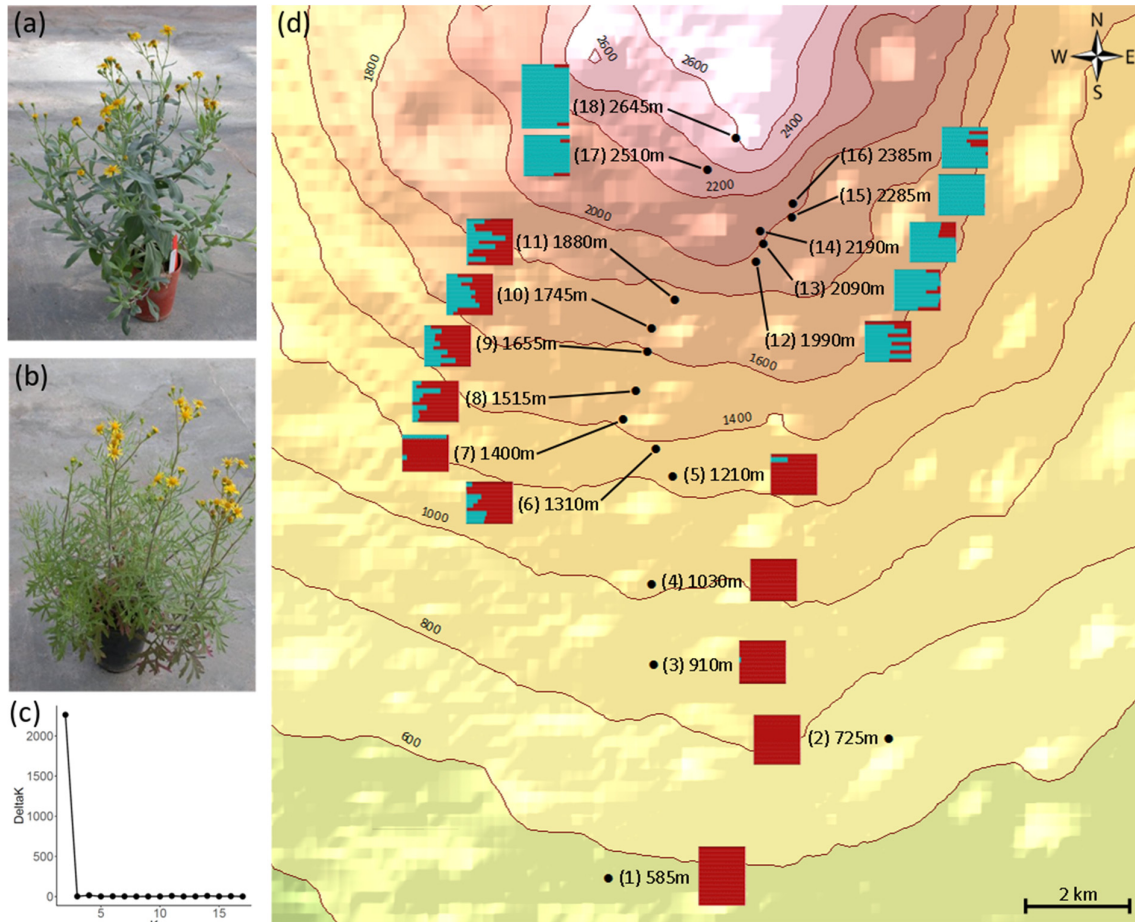 (a)
(b)
(c)
2000
1500
1000
500
0
DeltaK
5
10
15
(d)
N
W
E
S
2600
2600
1800
2400
2200
2000
1600
1400
1000
800
600
(18) 2645m
(17) 2510m
(16) 2385m
(15) 2285m
(14) 2190m
(13) 2090m
(12) 1990m
(11) 1880m
(10) 1745m
(9) 1655m
(8) 1515m
(7) 1400m
(6) 1310m
(5) 1210m
(4) 1030m
(3) 910m
(2) 725m
(1) 585m
2 km